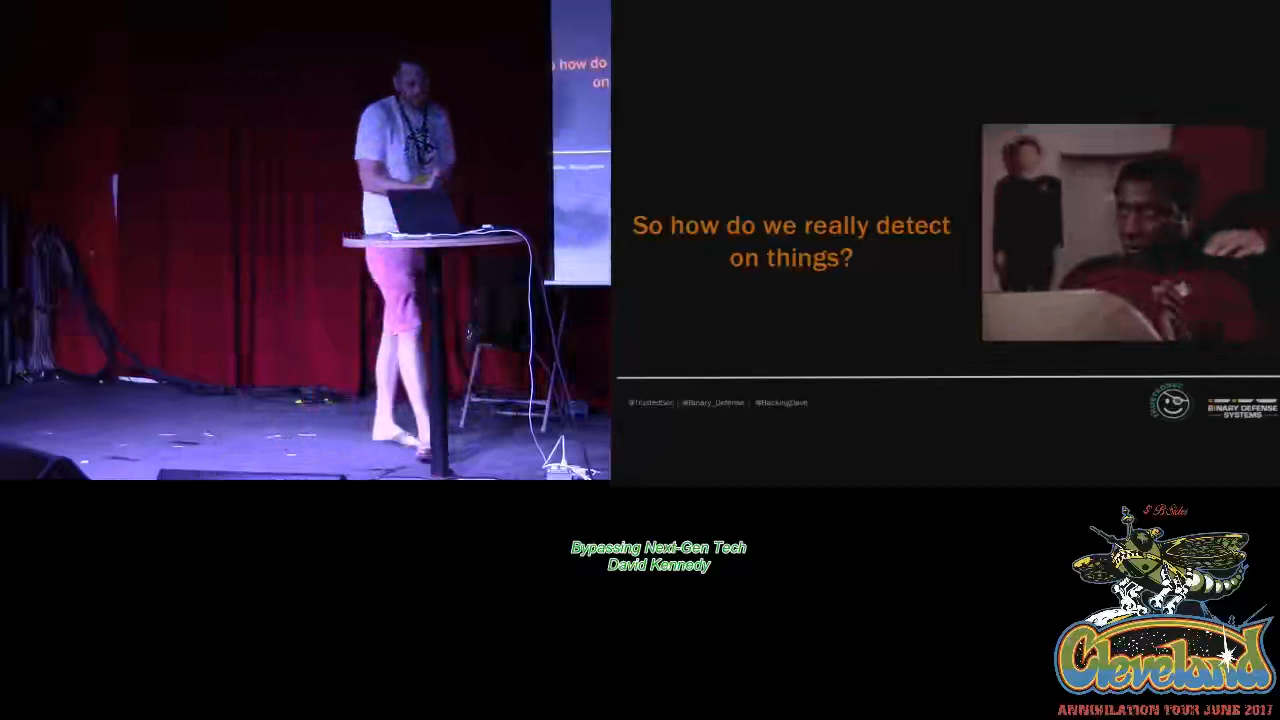 how do
on
So how do we really detect
on things?
@TrustedSec | @Binary_Defense | @HackingDave
TRUSTEDSEC
BINARY DEFENSE
SYSTEMS
Bypassing Next-Gen Tech
David Kennedy
BSides
Cleveland
ANNIHILATION TOUR JUNE 2017